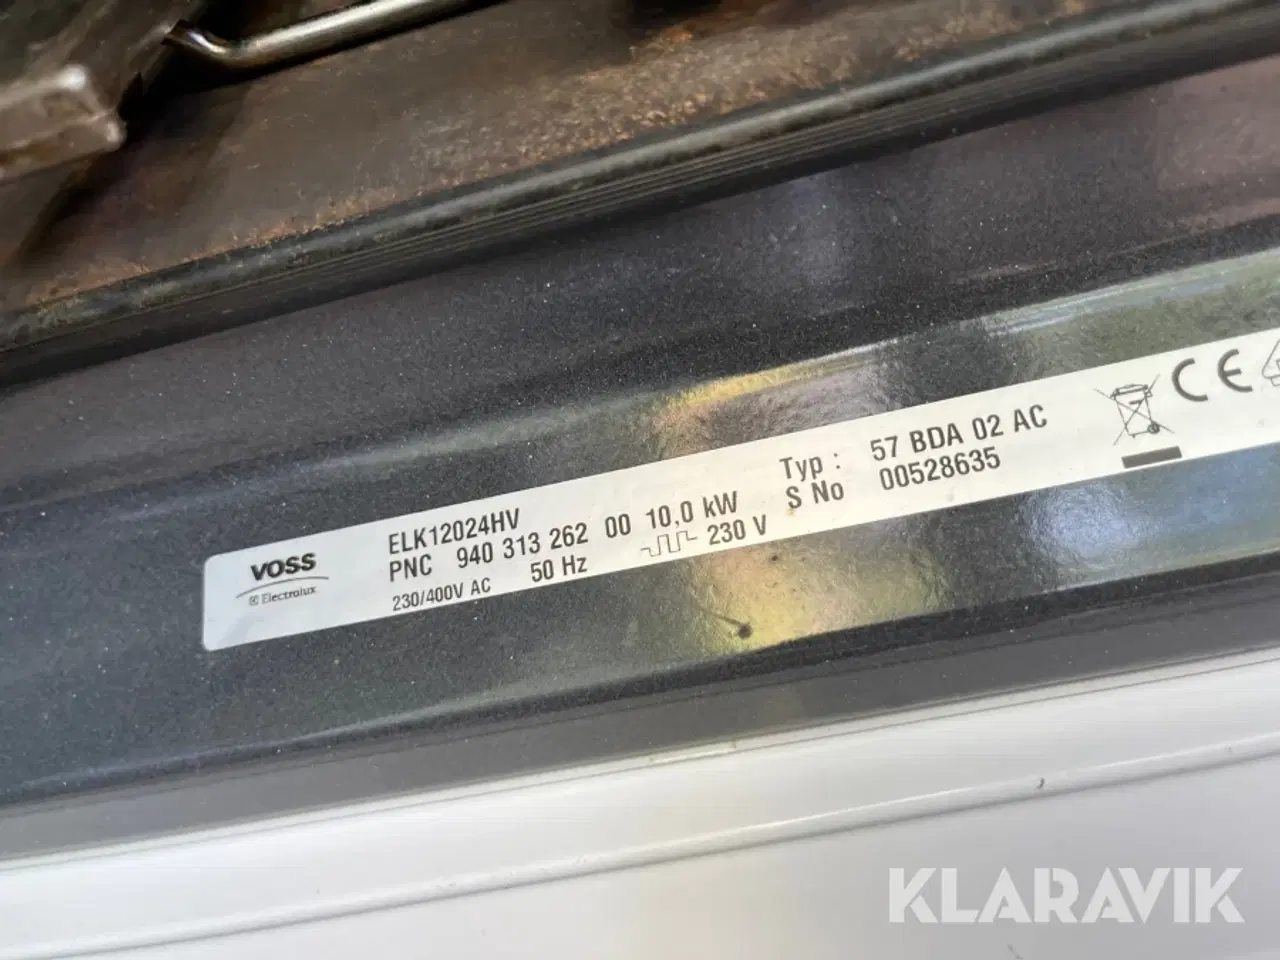 VOSS
Electrolux
ELK12024HV
PNC 940 313 262 00 10,0 kW
230/400V AC 50 Hz 230 V
Typ : 57 BDA 02 AC
S No 00528635
CE
KLARAVIK